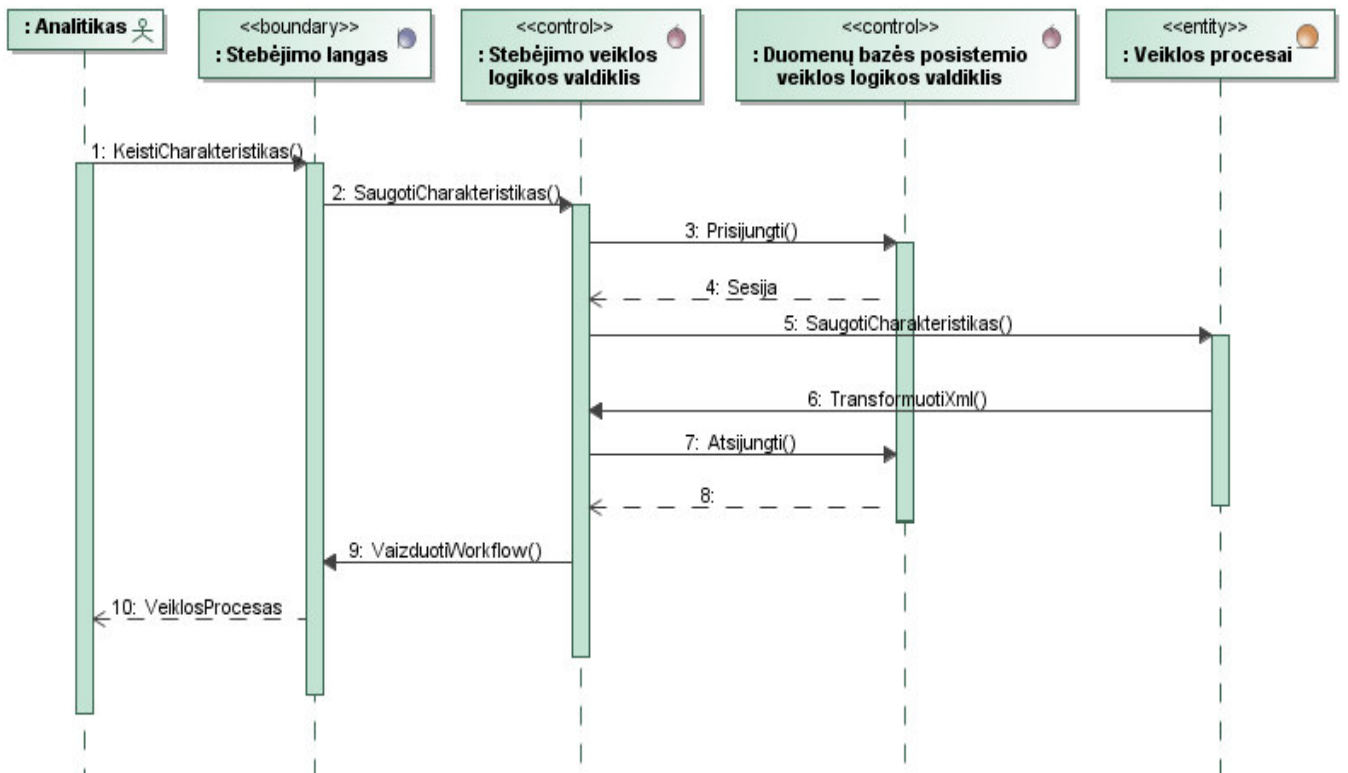 : Analitikas
<<boundary>>
: Stebėjimo langas
<<control>>
: Stebėjimo veiklos
logikos valdiklis
<<control>>
: Duomenų bazės posistemio
veiklos logikos valdiklis
<<entity>>
: Veiklos procesai
1: KeistiCharakteristikas()
2: SaugotiCharakteristikas()
3: Prisijungti()
4: Sesija
5: SaugotiCharakteristikas()
6: TransformuotiXml()
7: Atsijungti()
8:
9: VaizduotiWorkflow()
10: VeiklosProcesas